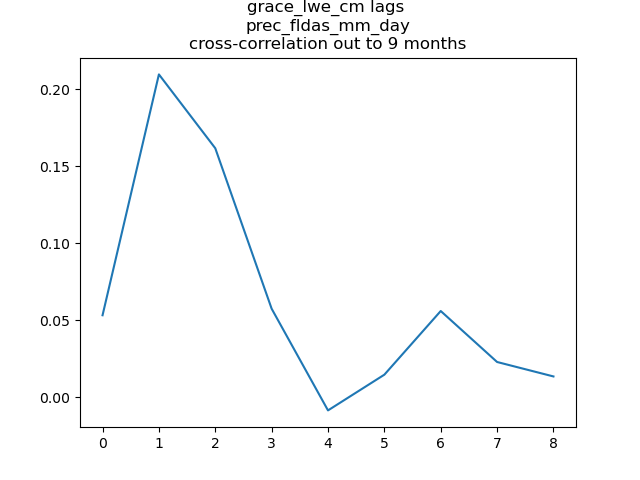 grace_lwe_cm lags
prec_fldas_mm_day
cross-correlation out to 9 months
0.20
0.15
0.10
0.05
0.00
0 1 2 3 4 5 6 7 8